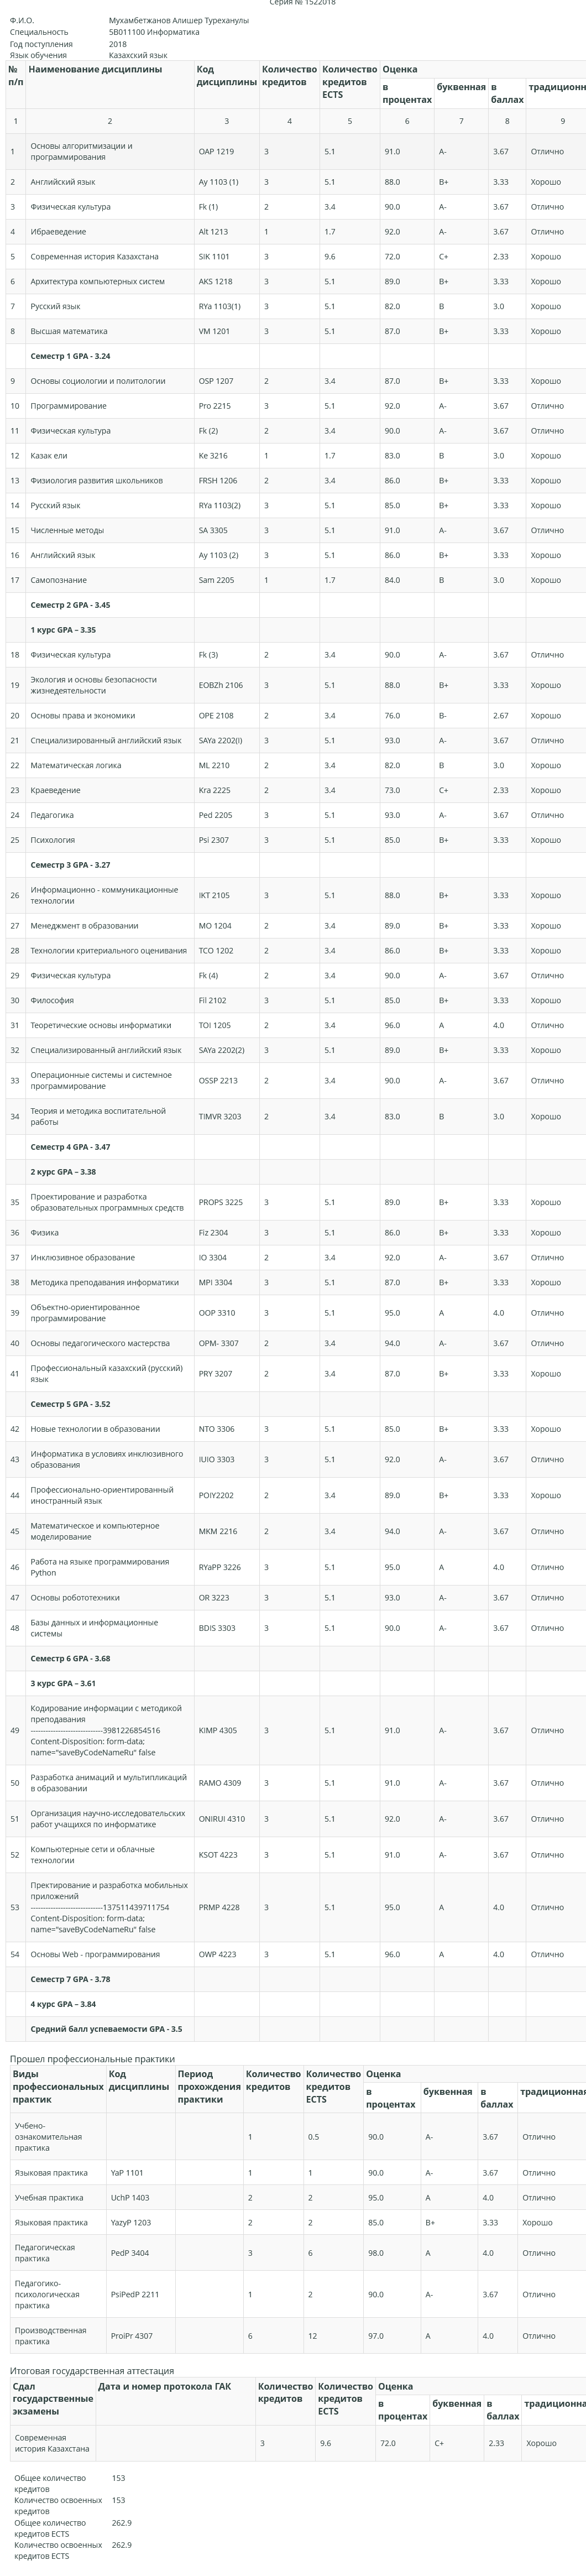 Серия № 1522018
Ф.И.О. Мухамбетжанов Алишер Туреханулы
Специальность 5B011100 Информатика
Год поступления 2018
Язык обучения Казахский язык
№ п/п Наименование дисциплины Код дисциплины Количество кредитов Количество кредитов ECTS Оценка
в процентах буквенная в баллах традиционн
1 2 3 4 5 6 7 8 9
1 Основы алгоритмизации и программирования OAP 1219 3 5.1 91.0 A- 3.67 Отлично
2 Английский язык Ay 1103 (1) 3 5.1 88.0 B+ 3.33 Хорошо
3 Физическая культура Fk (1) 2 3.4 90.0 A- 3.67 Отлично
4 Ибраеведение Alt 1213 1 1.7 92.0 A- 3.67 Отлично
5 Современная история Казахстана SIK 1101 3 9.6 72.0 C+ 2.33 Хорошо
6 Архитектура компьютерных систем AKS 1218 3 5.1 89.0 B+ 3.33 Хорошо
7 Русский язык RYa 1103(1) 3 5.1 82.0 B 3.0 Хорошо
8 Высшая математика VM 1201 3 5.1 87.0 B+ 3.33 Хорошо
Семестр 1 GPA - 3.24
9 Основы социологии и политологии OSP 1207 2 3.4 87.0 B+ 3.33 Хорошо
10 Программирование Pro 2215 3 5.1 92.0 A- 3.67 Отлично
11 Физическая культура Fk (2) 2 3.4 90.0 A- 3.67 Отлично
12 Казак ели Ke 3216 1 1.7 83.0 B 3.0 Хорошо
13 Физиология развития школьников FRSH 1206 2 3.4 86.0 B+ 3.33 Хорошо
14 Русский язык RYa 1103(2) 3 5.1 85.0 B+ 3.33 Хорошо
15 Численные методы SA 3305 3 5.1 91.0 A- 3.67 Отлично
16 Английский язык Ay 1103 (2) 3 5.1 86.0 B+ 3.33 Хорошо
17 Самопознание Sam 2205 1 1.7 84.0 B 3.0 Хорошо
Семестр 2 GPA - 3.45
1 курс GPA – 3.35
18 Физическая культура Fk (3) 2 3.4 90.0 A- 3.67 Отлично
19 Экология и основы безопасности жизнедеятельности EOBZh 2106 3 5.1 88.0 B+ 3.33 Хорошо
20 Основы права и экономики OPE 2108 2 3.4 76.0 B- 2.67 Хорошо
21 Специализированный английский язык SAYa 2202(I) 3 5.1 93.0 A- 3.67 Отлично
22 Математическая логика ML 2210 2 3.4 82.0 B 3.0 Хорошо
23 Краеведение Kra 2225 2 3.4 73.0 C+ 2.33 Хорошо
24 Педагогика Ped 2205 3 5.1 93.0 A- 3.67 Отлично
25 Психология Psi 2307 3 5.1 85.0 B+ 3.33 Хорошо
Семестр 3 GPA - 3.27
26 Информационно - коммуникационные технологии IKT 2105 3 5.1 88.0 B+ 3.33 Хорошо
27 Менеджмент в образовании MO 1204 2 3.4 89.0 B+ 3.33 Хорошо
28 Технологии критериального оценивания TCO 1202 2 3.4 86.0 B+ 3.33 Хорошо
29 Физическая культура Fk (4) 2 3.4 90.0 A- 3.67 Отлично
30 Философия Fil 2102 3 5.1 85.0 B+ 3.33 Хорошо
31 Теоретические основы информатики TOI 1205 2 3.4 96.0 A 4.0 Отлично
32 Специализированный английский язык SAYa 2202(2) 3 5.1 89.0 B+ 3.33 Хорошо
33 Операционные системы и системное программирование OSSP 2213 2 3.4 90.0 A- 3.67 Отлично
34 Теория и методика воспитательной работы TIMVR 3203 2 3.4 83.0 B 3.0 Хорошо
Семестр 4 GPA - 3.47
2 курс GPA – 3.38
35 Проектирование и разработка образовательных программных средств PROPS 3225 3 5.1 89.0 B+ 3.33 Хорошо
36 Физика Fiz 2304 3 5.1 86.0 B+ 3.33 Хорошо
37 Инклюзивное образование IO 3304 2 3.4 92.0 A- 3.67 Отлично
38 Методика преподавания информатики MPI 3304 3 5.1 87.0 B+ 3.33 Хорошо
39 Объектно-ориентированное программирование OOP 3310 3 5.1 95.0 A 4.0 Отлично
40 Основы педагогического мастерства OPM- 3307 2 3.4 94.0 A- 3.67 Отлично
41 Профессиональный казахский (русский) язык PRY 3207 2 3.4 87.0 B+ 3.33 Хорошо
Семестр 5 GPA - 3.52
42 Новые технологии в образовании NTO 3306 3 5.1 85.0 B+ 3.33 Хорошо
43 Информатика в условиях инклюзивного образования IUIO 3303 3 5.1 92.0 A- 3.67 Отлично
44 Профессионально-ориентированный иностранный язык POIY2202 2 3.4 89.0 B+ 3.33 Хорошо
45 Математическое и компьютерное моделирование MKM 2216 2 3.4 94.0 A- 3.67 Отлично
46 Работа на языке программирования Python RYaPP 3226 3 5.1 95.0 A 4.0 Отлично
47 Основы робототехники OR 3223 3 5.1 93.0 A- 3.67 Отлично
48 Базы данных и информационные системы BDIS 3303 3 5.1 90.0 A- 3.67 Отлично
Семестр 6 GPA - 3.68
3 курс GPA – 3.61
49 Кодирование информации с методикой преподавания -----------------------------3981226854516 Content-Disposition: form-data; name="saveByCodeNameRu" false KIMP 4305 3 5.1 91.0 A- 3.67 Отлично
50 Разработка анимаций и мультипликаций в образовании RAMO 4309 3 5.1 91.0 A- 3.67 Отлично
51 Организация научно-исследовательских работ учащихся по информатике ONIRUI 4310 3 5.1 92.0 A- 3.67 Отлично
52 Компьютерные сети и облачные технологии KSOT 4223 3 5.1 91.0 A- 3.67 Отлично
53 Пректирование и разработка мобильных приложений -----------------------------137511439711754 Content-Disposition: form-data; name="saveByCodeNameRu" false PRMP 4228 3 5.1 95.0 A 4.0 Отлично
54 Основы Web - программирования OWP 4223 3 5.1 96.0 A 4.0 Отлично
Семестр 7 GPA - 3.78
4 курс GPA – 3.84
Средний балл успеваемости GPA - 3.5
Прошел профессиональные практики
Виды профессиональных практик Код дисциплины Период прохождения практики Количество кредитов Количество кредитов ECTS Оценка
в процентах буквенная в баллах традиционная
Учбено-ознакомительная практика 1 0.5 90.0 A- 3.67 Отлично
Языковая практика YaP 1101 1 1 90.0 A- 3.67 Отлично
Учебная практика UchP 1403 2 2 95.0 A 4.0 Отлично
Языковая практика YazyP 1203 2 2 85.0 B+ 3.33 Хорошо
Педагогическая практика PedP 3404 3 6 98.0 A 4.0 Отлично
Педагогико-психологическая практика PsiPedP 2211 1 2 90.0 A- 3.67 Отлично
Производственная практика ProiPr 4307 6 12 97.0 A 4.0 Отлично
Итоговая государственная аттестация
Сдал государственные экзамены Дата и номер протокола ГАК Количество кредитов Количество кредитов ECTS Оценка
в процентах буквенная в баллах традиционна
Современная история Казахстана 3 9.6 72.0 C+ 2.33 Хорошо
Общее количество кредитов 153
Количество освоенных кредитов 153
Общее количество кредитов ECTS 262.9
Количество освоенных кредитов ECTS 262.9